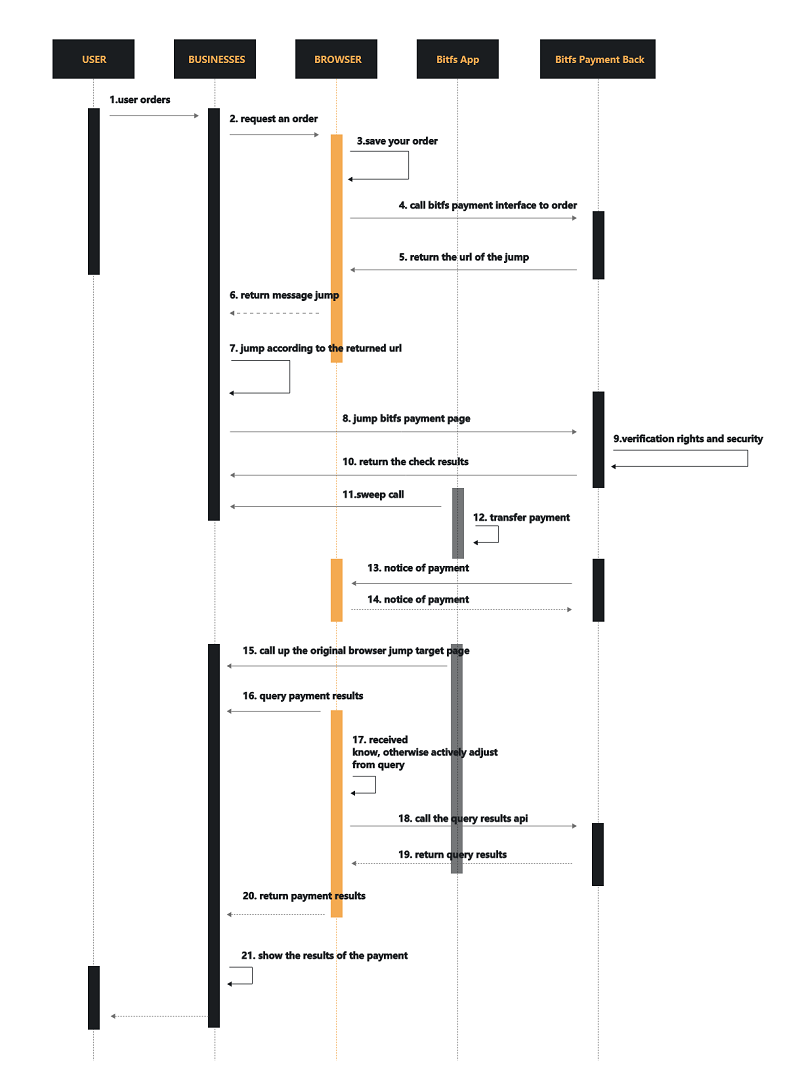 USER
BUSINESSES
BROWSER
Bitfs App
Bitfs Payment Back
1.user orders
2. request an order
3.save your order
4. call bitfs payment interface to order
5. return the url of the jump
6. return message jump
7. jump according to the returned url
8. jump bitfs payment page
9.verification rights and security
10. return the check results
11.sweep call
12. transfer payment
13. notice of payment
14. notice of payment
15. call up the original browser jump target page
16. query payment results
17. received
know, otherwise actively adjust
from query
18. call the query results api
19. return query results
20. return payment results
21. show the results of the payment